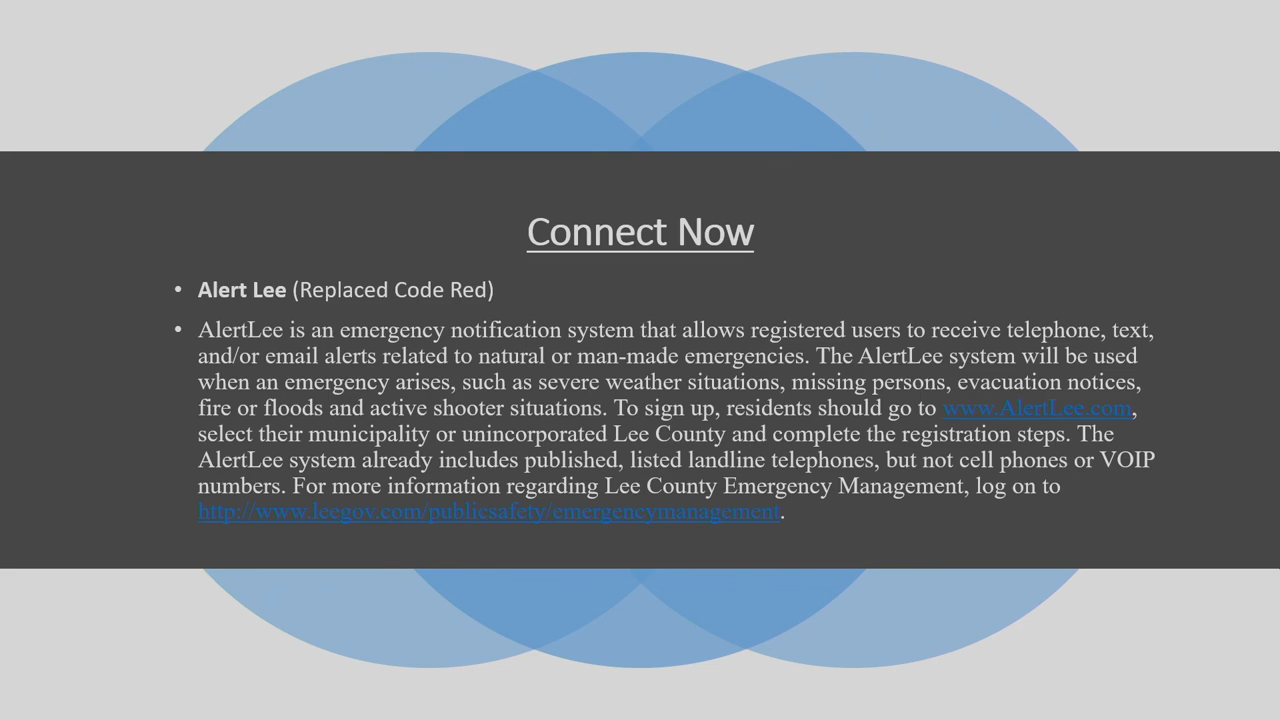 Connect Now
• Alert Lee (Replaced Code Red)
• AlertLee is an emergency notification system that allows registered users to receive telephone, text,
and/or email alerts related to natural or man-made emergencies. The AlertLee system will be used
when an emergency arises, such as severe weather situations, missing persons, evacuation notices,
fire or floods and active shooter situations. To sign up, residents should go to www.AlertLee.com,
select their municipality or unincorporated Lee County and complete the registration steps. The
AlertLee system already includes published, listed landline telephones, but not cell phones or VOIP
numbers. For more information regarding Lee County Emergency Management, log on to
http://www.leegov.com/publicsafety/emergencymanagement.